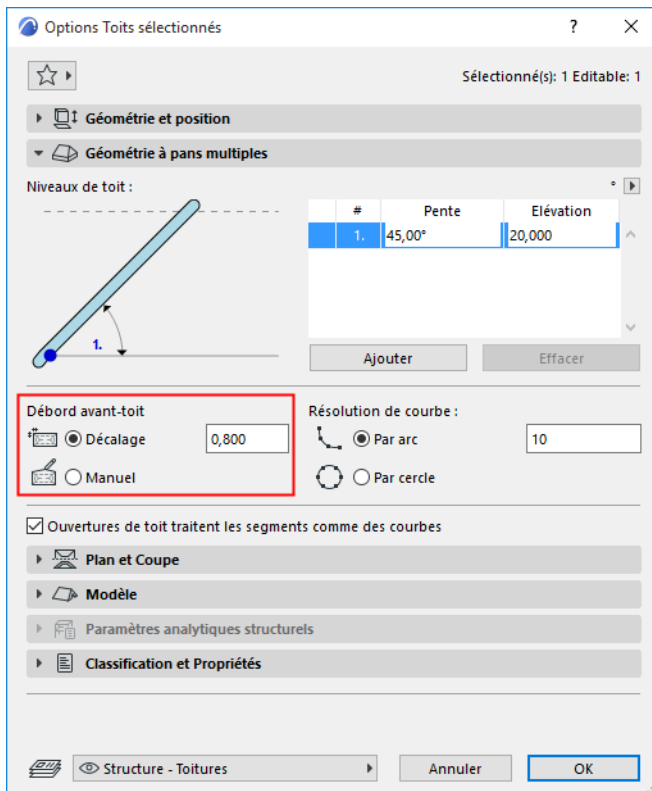 Options Toits sélectionnés
?
Sélectionné(s): 1 Editable: 1
Géométrie et position
Géométrie à pans multiples
Niveaux de toit :
°
# Pente Elévation
1. 45,00° 20,000
1.
Ajouter Effacer
Débord avant-toit Résolution de courbe :
Décalage 0,800 Par arc 10
Manuel Par cercle
Ouvertures de toit traitent les segments comme des courbes
Plan et Coupe
Modèle
Paramètres analytiques structurels
Classification et Propriétés
Structure - Toitures Annuler OK